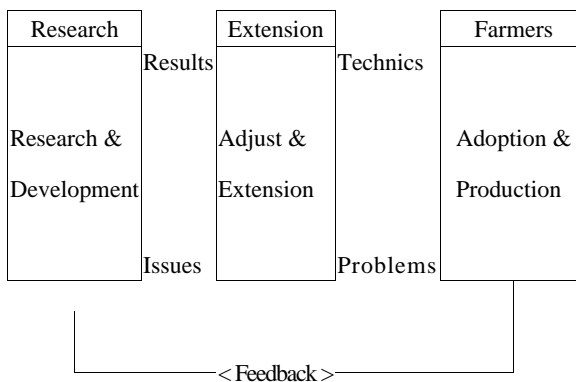 Research
Extension
Farmers
Results
Technics
Research &
Development
Adjust &
Extension
Adoption &
Production
Issues
Problems
< Feedback >